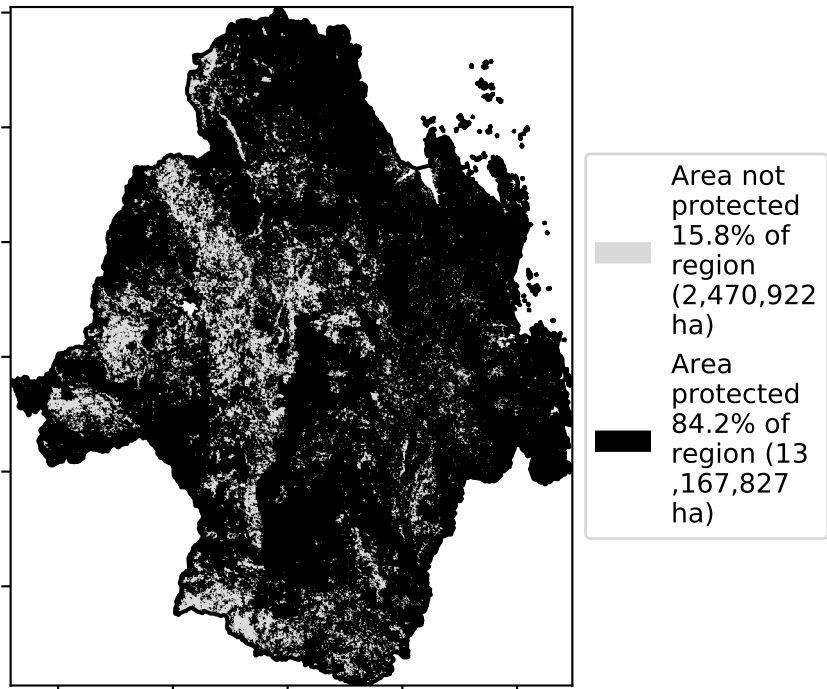 Area not
protected
15.8% of
region
(2,470,922
ha)
Area
protected
84.2% of
region (13
,167,827
ha)